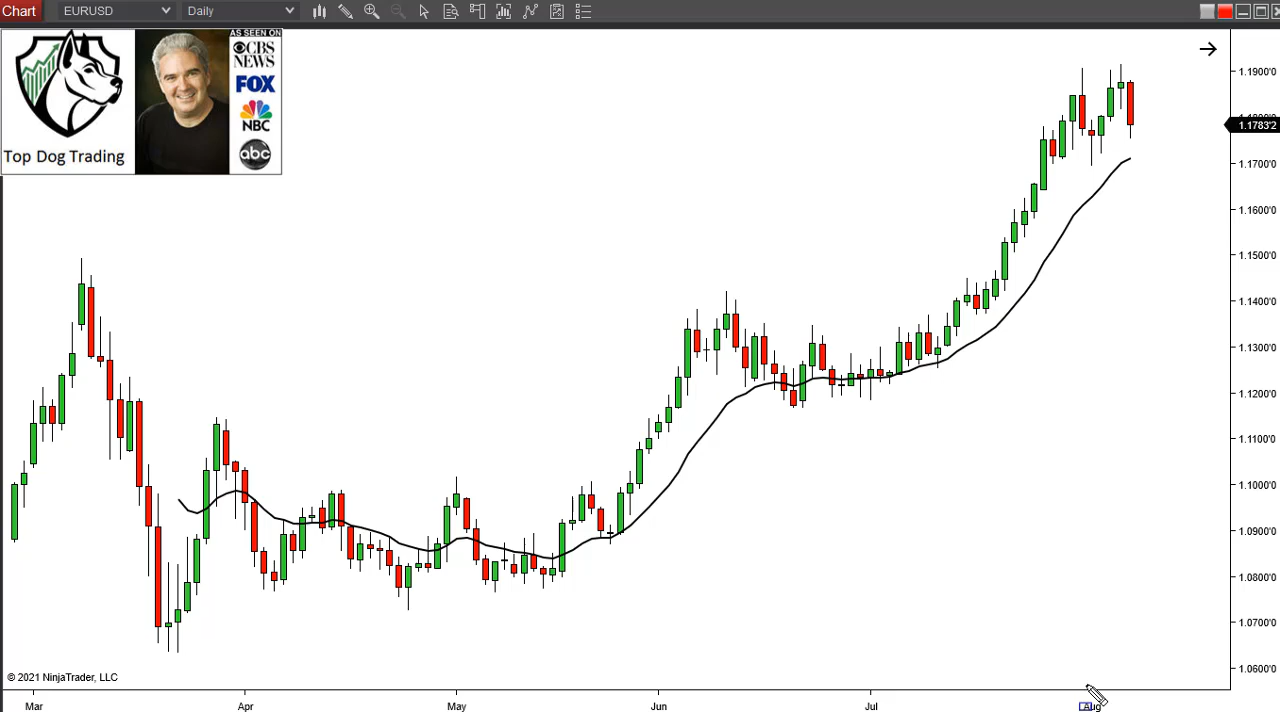 Chart EURUSD Daily
AS SEEN ON
CBS
NEWS
FOX
NBC
abc
Top Dog Trading
1.1900'0
1.1783'2
1.1700'0
1.1600'0
1.1500'0
1.1400'0
1.1300'0
1.1200'0
1.1100'0
1.1000'0
1.0900'0
1.0800'0
1.0700'0
1.0600'0
© 2021 NinjaTrader, LLC
Mar Apr May Jun Jul Aug